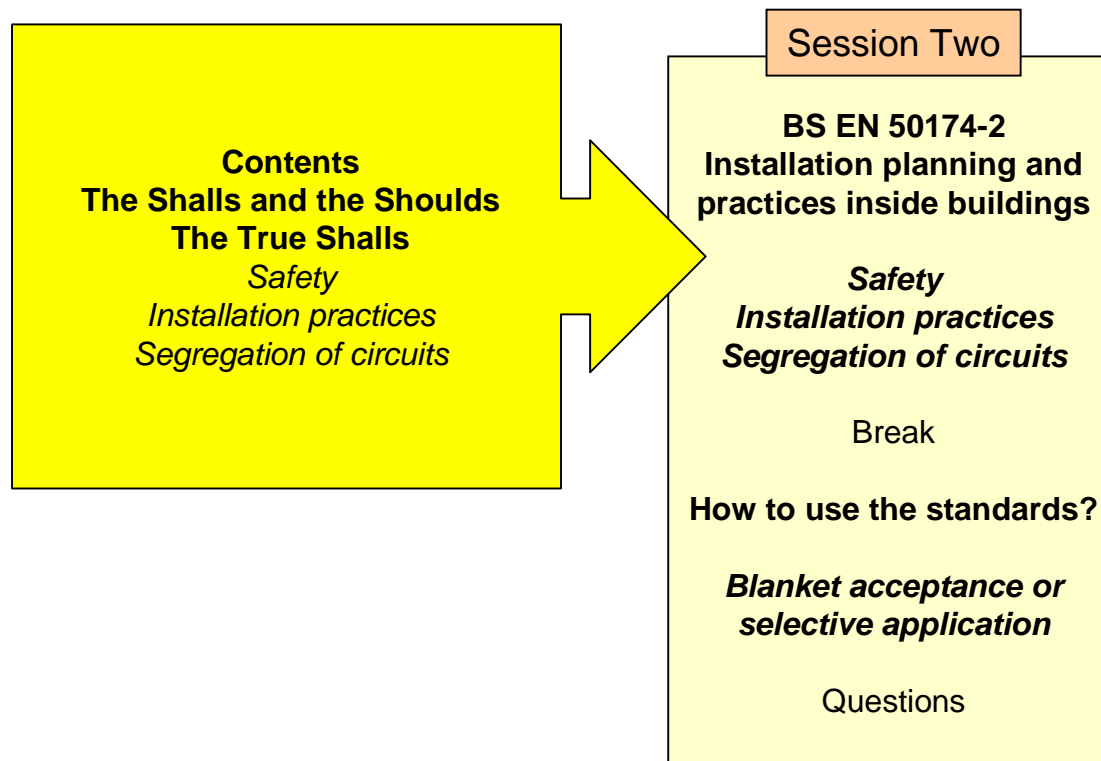 Contents
The Shalls and the Shoulds
The True Shalls
Safety
Installation practices
Segregation of circuits
Session Two
BS EN 50174-2
Installation planning and
practices inside buildings
Safety
Installation practices
Segregation of circuits
Break
How to use the standards?
Blanket acceptance or
selective application
Questions